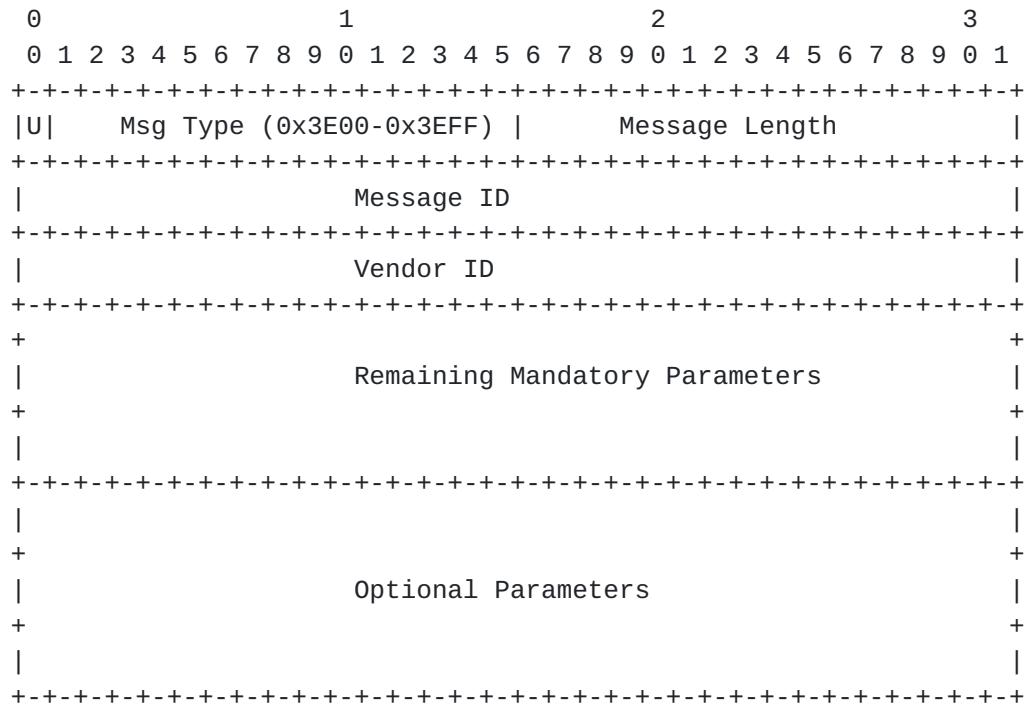 0                   1                   2                   3
 0 1 2 3 4 5 6 7 8 9 0 1 2 3 4 5 6 7 8 9 0 1 2 3 4 5 6 7 8 9 0 1
+-+-+-+-+-+-+-+-+-+-+-+-+-+-+-+-+-+-+-+-+-+-+-+-+-+-+-+-+-+-+-+-+
|U|    Msg Type (0x3E00-0x3EFF) |      Message Length           |
+-+-+-+-+-+-+-+-+-+-+-+-+-+-+-+-+-+-+-+-+-+-+-+-+-+-+-+-+-+-+-+-+
|                     Message ID                                |
+-+-+-+-+-+-+-+-+-+-+-+-+-+-+-+-+-+-+-+-+-+-+-+-+-+-+-+-+-+-+-+-+
|                     Vendor ID                                 |
+-+-+-+-+-+-+-+-+-+-+-+-+-+-+-+-+-+-+-+-+-+-+-+-+-+-+-+-+-+-+-+-+
+                                                               +
|                     Remaining Mandatory Parameters            |
+                                                               +
|                                                               |
+-+-+-+-+-+-+-+-+-+-+-+-+-+-+-+-+-+-+-+-+-+-+-+-+-+-+-+-+-+-+-+-+
|                                                               |
+                                                               +
|                     Optional Parameters                       |
+                                                               +
|                                                               |
+-+-+-+-+-+-+-+-+-+-+-+-+-+-+-+-+-+-+-+-+-+-+-+-+-+-+-+-+-+-+-+-+